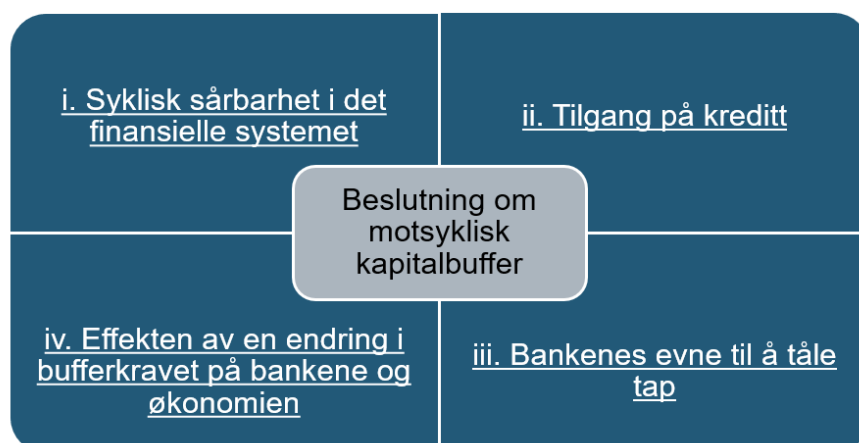 i. Syklisk sårbarhet i det
finansielle systemet
ii. Tilgang på kreditt
Beslutning om
motsyklisk
kapitalbuffer
iv. Effekten av en endring i
bufferkravet på bankene og
økonomien
iii. Bankenes evne til å tåle
tap